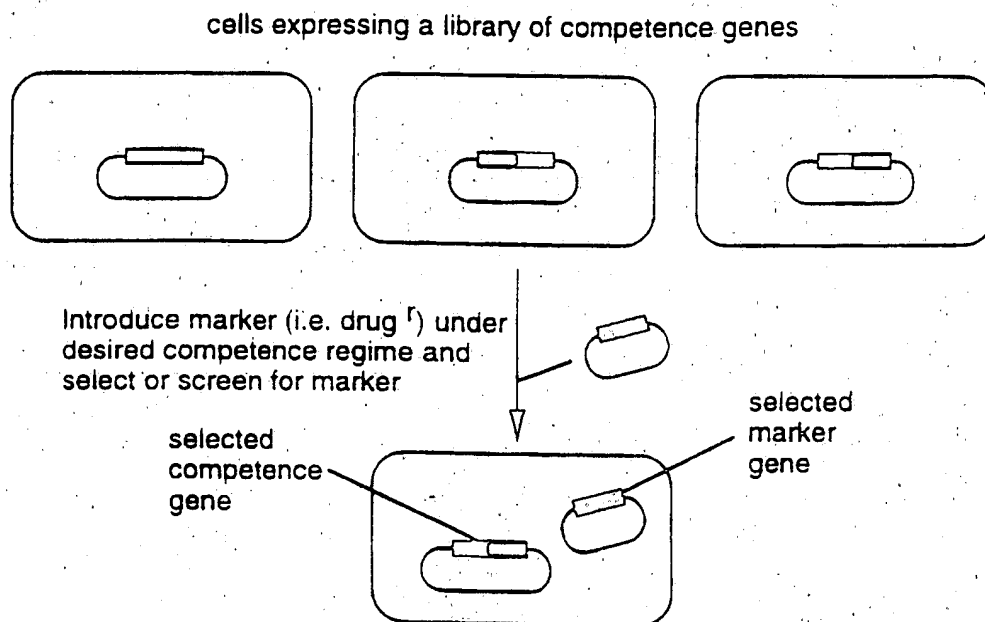 cells expressing a library of competence genes
Introduce marker (i.e. drug r) under
desired competence regime and
select or screen for marker
selected
marker
gene
selected
competence
gene